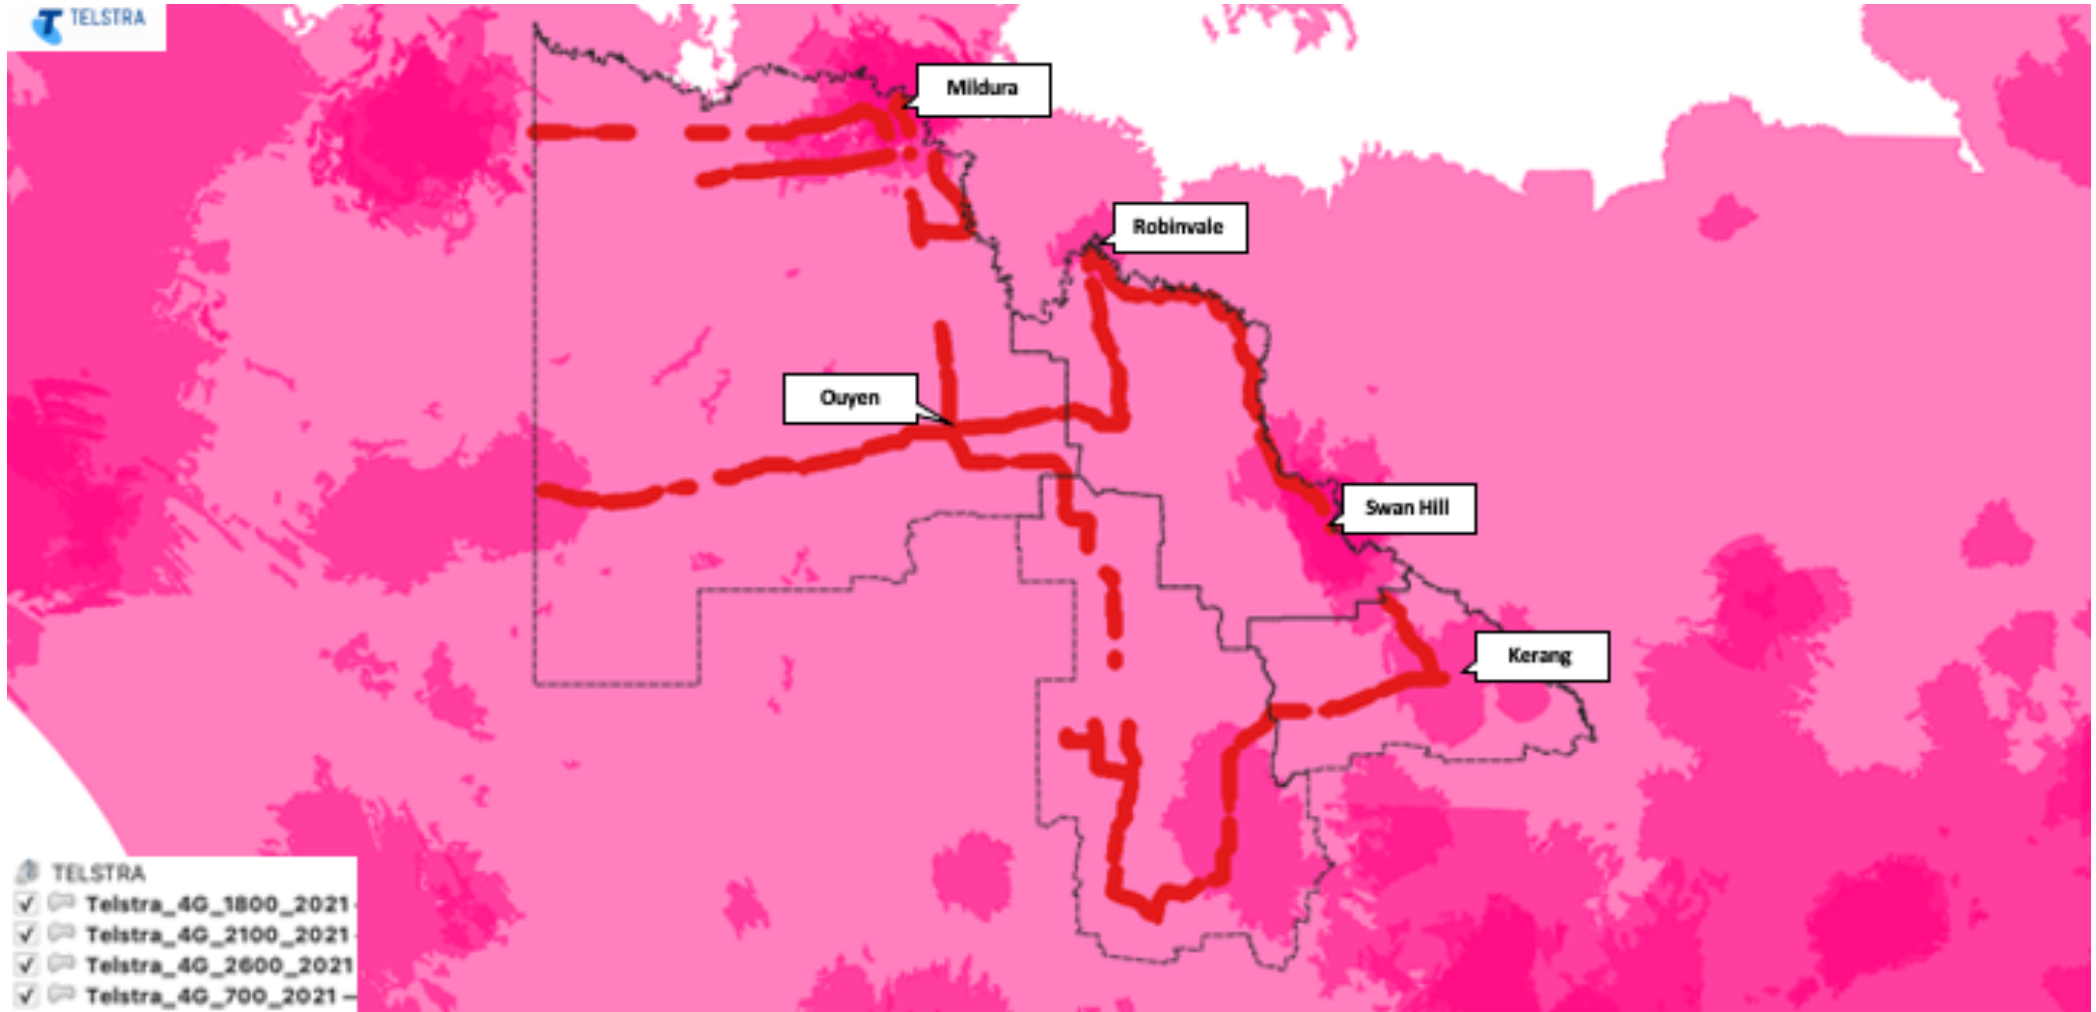 TELSTRA
Mildura
Robinvale
Ouyen
Swan Hill
Kerang
TELSTRA
Telstra_4G_1800_2021
Telstra_4G_2100_2021
Telstra_4G_2600_2021
Telstra_4G_700_2021 —